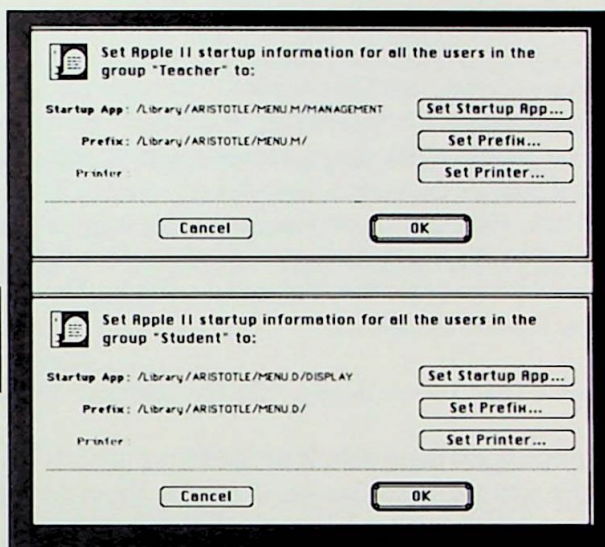 Set Apple II startup information for all the users in the
group "Teacher" to:
Startup App: /Library/ARISTOTLE/MENU.M/MANAGEMENT
Set Startup App...
Prefix: /Library/ARISTOTLE/MENU.M/
Set Prefix...
Printer:
Set Printer...
Cancel
OK
Set Apple II startup information for all the users in the
group "Student" to:
Startup App: /Library/ARISTOTLE/MENU.D/DISPLAY
Set Startup App...
Prefix: /Library/ARISTOTLE/MENU.D/
Set Prefix...
Printer:
Set Printer...
Cancel
OK